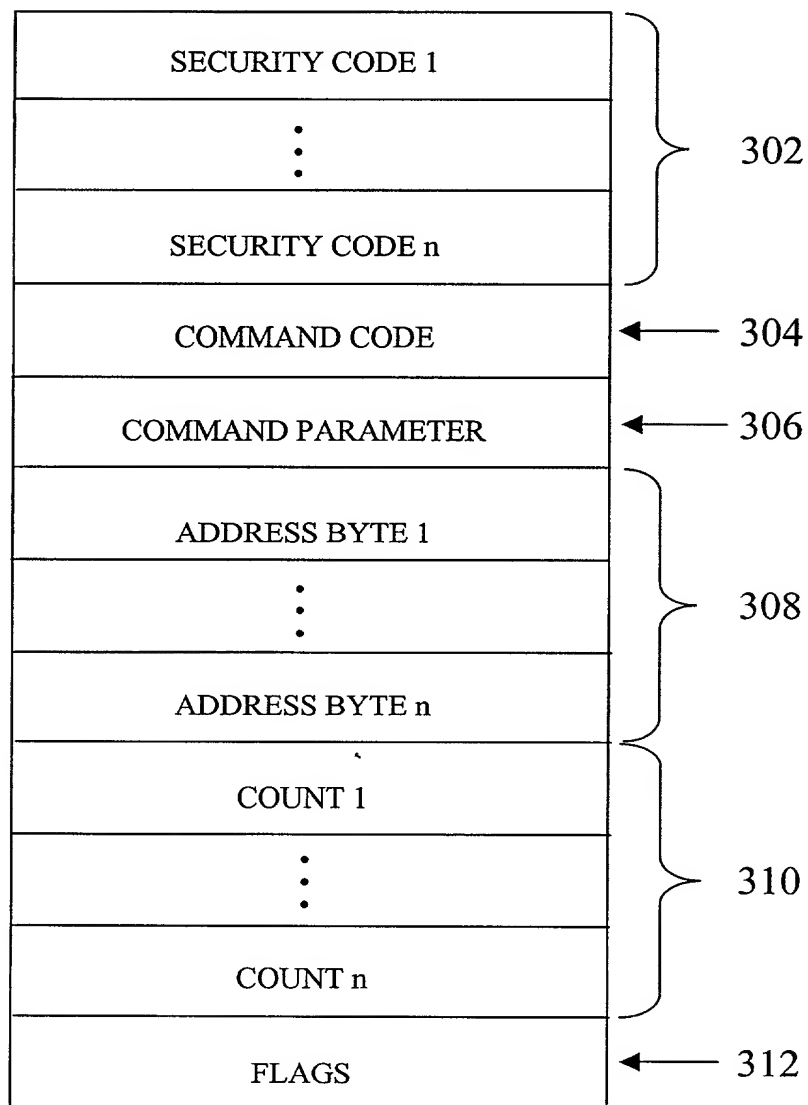 SECURITY CODE 1
302
SECURITY CODE n
COMMAND CODE
304
COMMAND PARAMETER
306
ADDRESS BYTE 1
308
ADDRESS BYTE n
COUNT 1
310
COUNT n
FLAGS
312